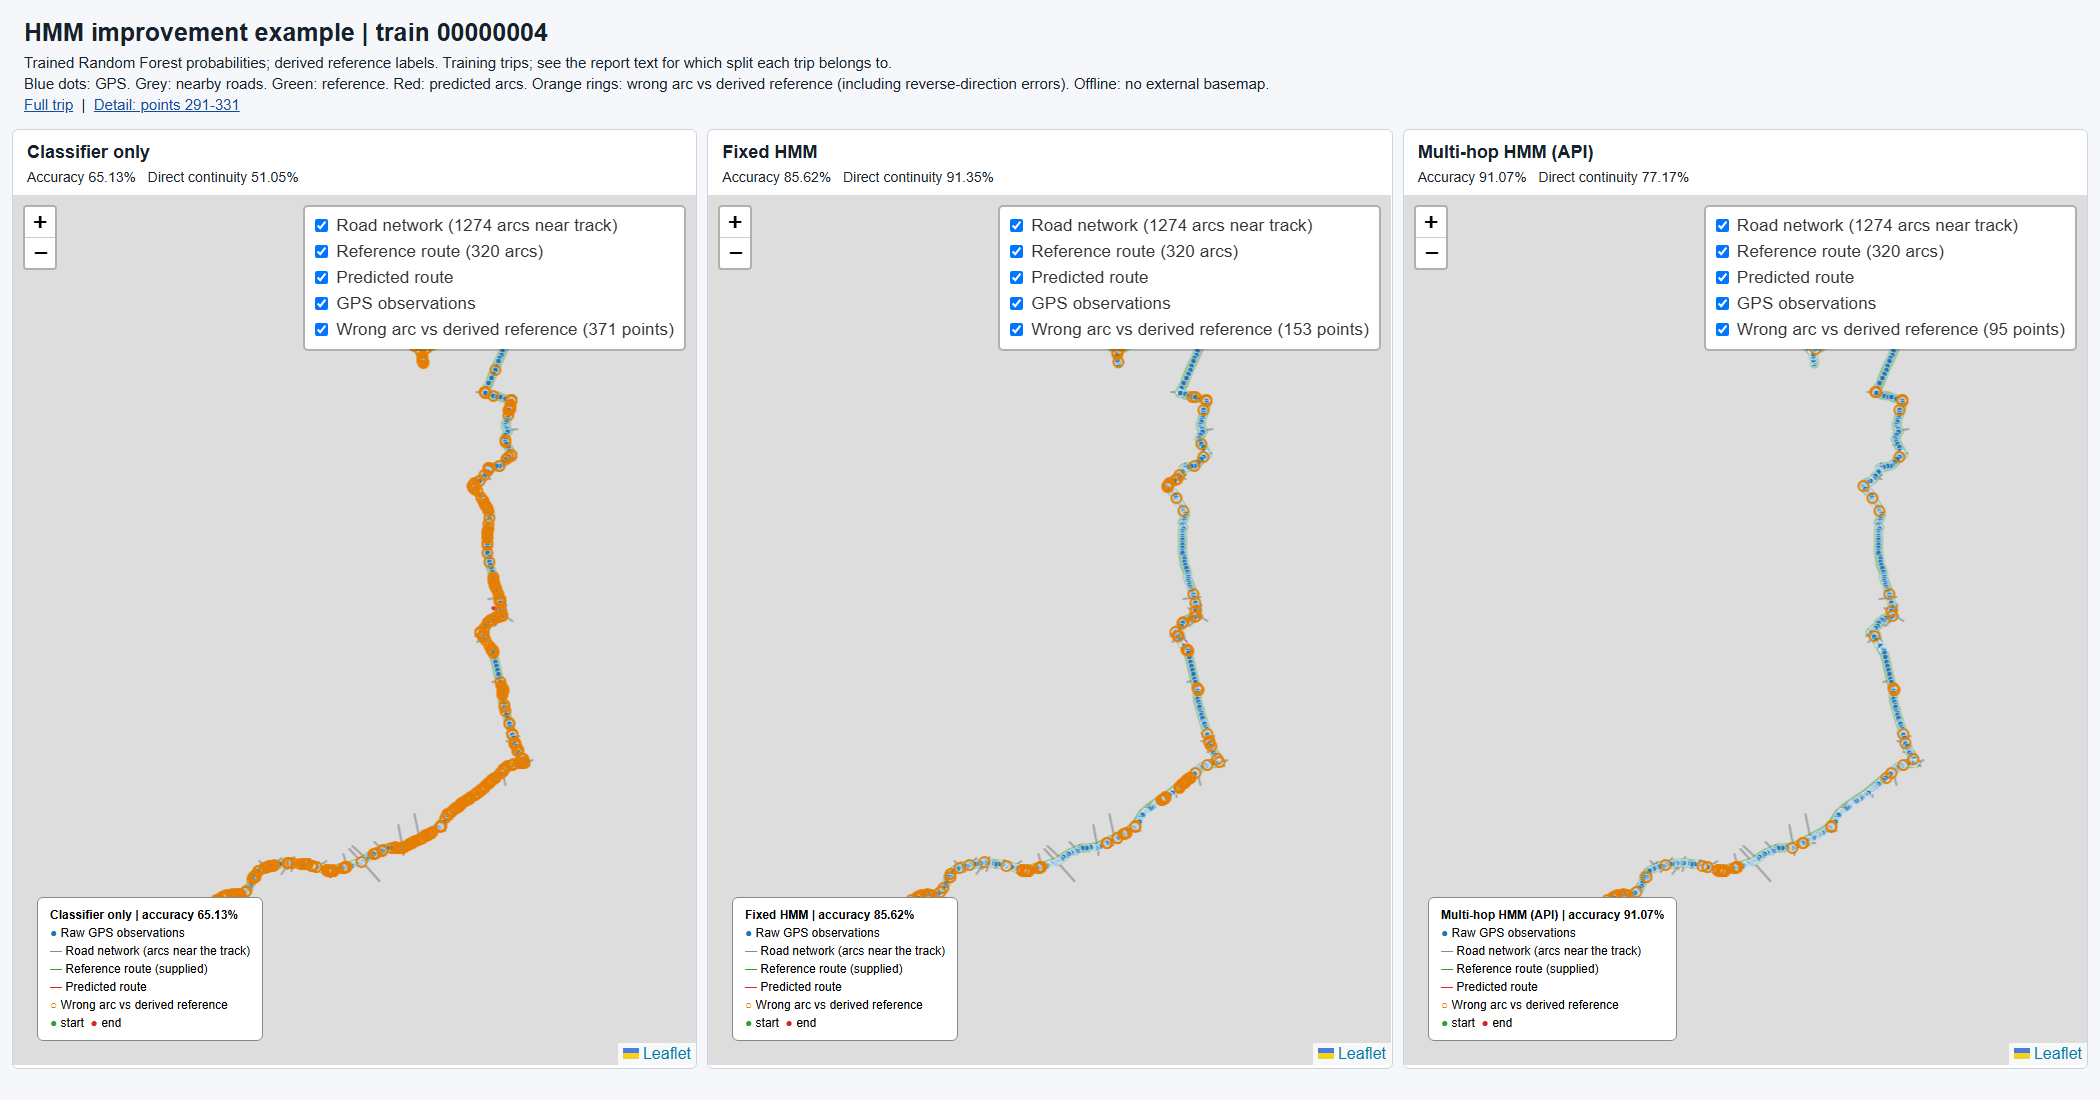 HMM improvement example | train 00000004
Trained Random Forest probabilities; derived reference labels. Training trips; see the report text for which split each trip belongs to.
Blue dots: GPS. Grey: nearby roads. Green: reference. Red: predicted arcs. Orange rings: wrong arc vs derived reference (including reverse-direction errors). Offline: no external basemap.
Full trip | Detail: points 291-331
Classifier only
Accuracy 65.13% Direct continuity 51.05%
+
−
Road network (1274 arcs near track)
Reference route (320 arcs)
Predicted route
GPS observations
Wrong arc vs derived reference (371 points)
Classifier only | accuracy 65.13%
Raw GPS observations
Road network (arcs near the track)
Reference route (supplied)
Predicted route
Wrong arc vs derived reference
start end
Leaflet
Fixed HMM
Accuracy 85.62% Direct continuity 91.35%
+
−
Road network (1274 arcs near track)
Reference route (320 arcs)
Predicted route
GPS observations
Wrong arc vs derived reference (153 points)
Fixed HMM | accuracy 85.62%
Raw GPS observations
Road network (arcs near the track)
Reference route (supplied)
Predicted route
Wrong arc vs derived reference
start end
Leaflet
Multi-hop HMM (API)
Accuracy 91.07% Direct continuity 77.17%
+
−
Road network (1274 arcs near track)
Reference route (320 arcs)
Predicted route
GPS observations
Wrong arc vs derived reference (95 points)
Multi-hop HMM (API) | accuracy 91.07%
Raw GPS observations
Road network (arcs near the track)
Reference route (supplied)
Predicted route
Wrong arc vs derived reference
start end
Leaflet